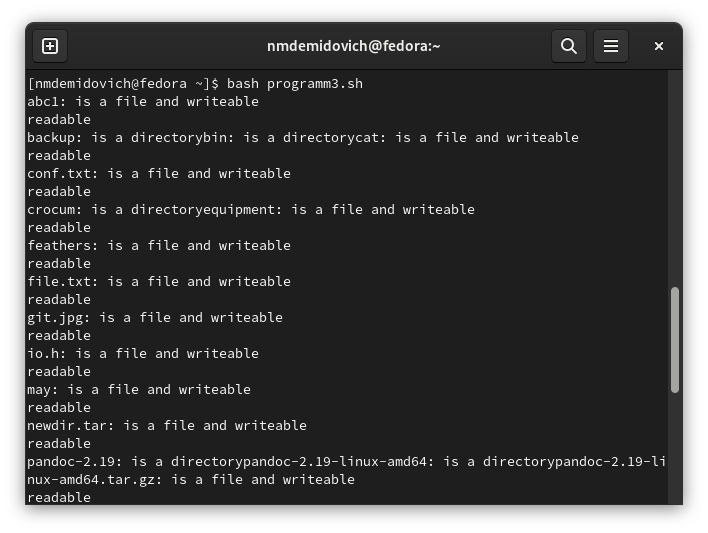 nmdemidovich@fedora:~
[nmdemidovich@fedora ~]$ bash programm3.sh
abc1: is a file and writeable
readable
backup: is a directorybin: is a directorycat: is a file and writeable
readable
conf.txt: is a file and writeable
readable
crocum: is a directoryequipment: is a file and writeable
readable
feathers: is a file and writeable
readable
file.txt: is a file and writeable
readable
git.jpg: is a file and writeable
readable
io.h: is a file and writeable
readable
may: is a file and writeable
readable
newdir.tar: is a file and writeable
readable
pandoc-2.19: is a directorypandoc-2.19-linux-amd64: is a directorypandoc-2.19-li
nux-amd64.tar.gz: is a file and writeable
readable